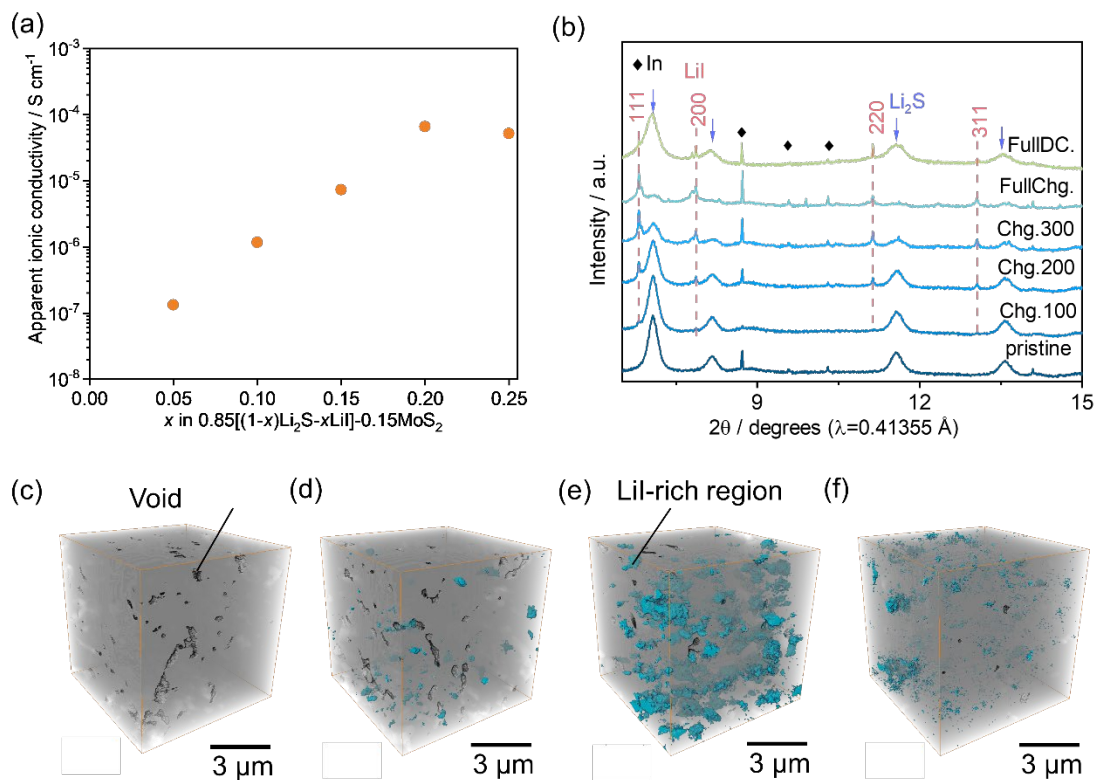 (a)
Apparent ionic conductivity / S cm⁻¹
10⁻³
10⁻⁴
10⁻⁵
10⁻⁶
10⁻⁷
10⁻⁸
0.00 0.05 0.10 0.15 0.20 0.25
x in 0.85[(1-x)Li₂S-xLiI]-0.15MoS₂
(b)
Intensity / a.u.
♦ In
LiI
Li₂S
111
200
220
311
FullDC.
FullChg.
Chg.300
Chg.200
Chg.100
pristine
9 12 15
2θ / degrees (λ=0.41355 Å)
(c)
Void
3 µm
(d)
3 µm
(e)
LiI-rich region
3 µm
(f)
3 µm